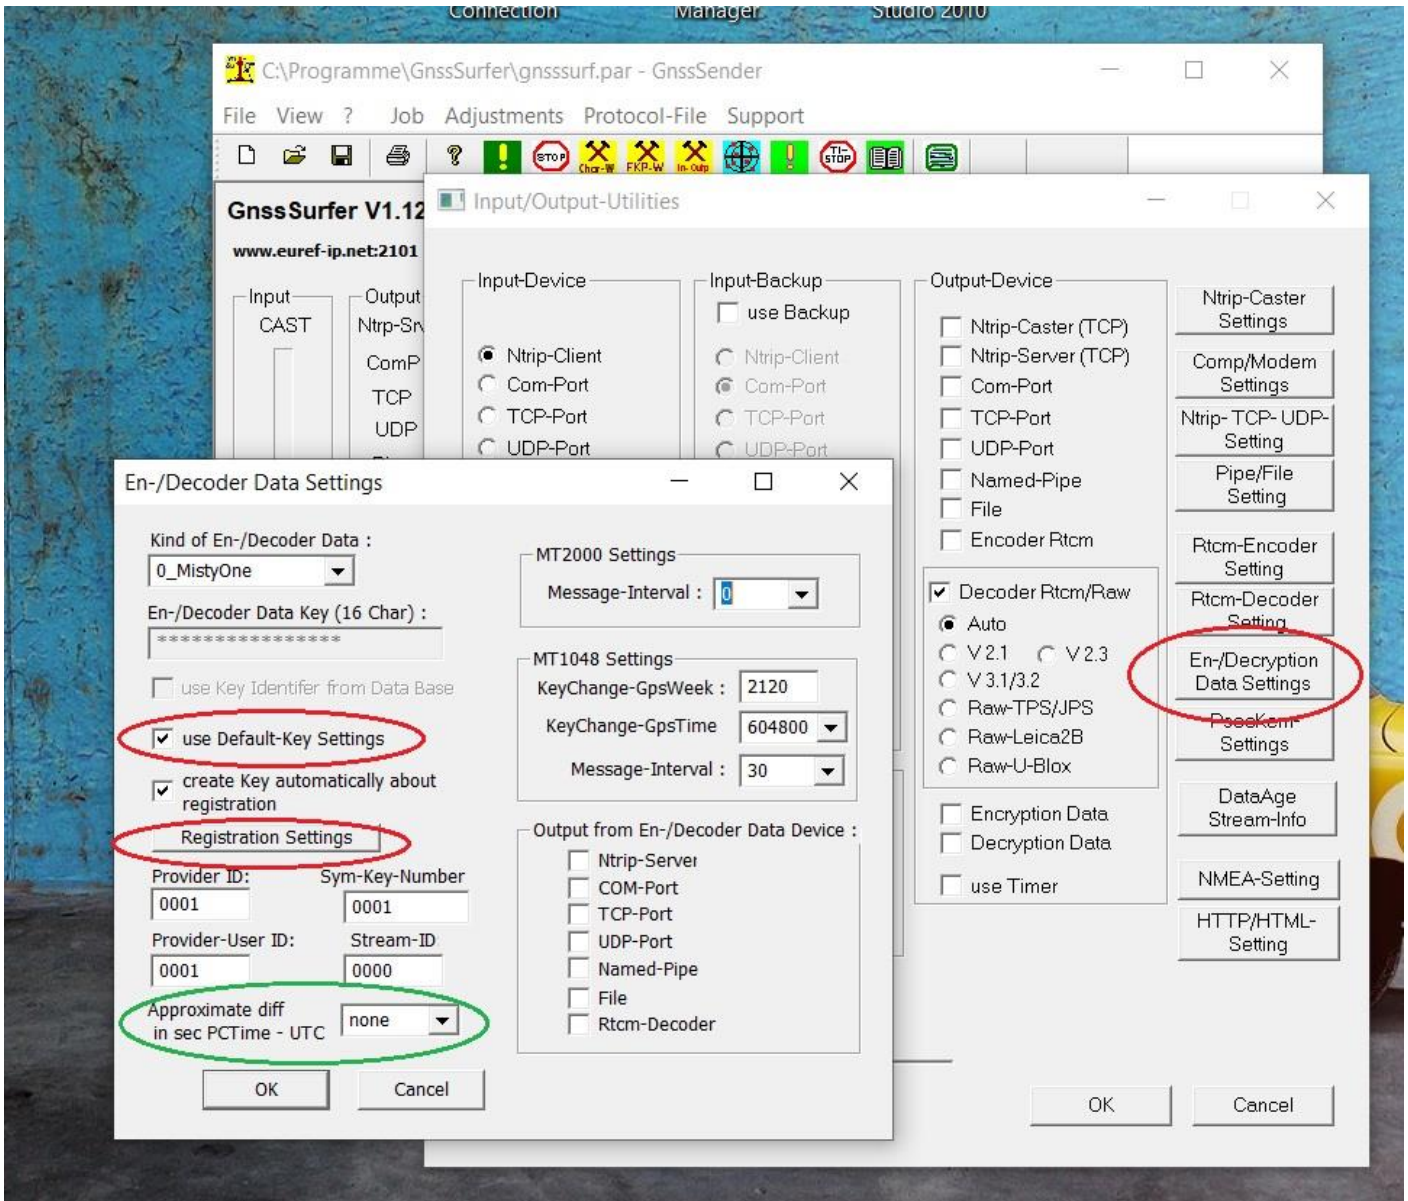 Connection Manager Studio 2010
C:\Programme\GnssSurfer\gnsssurf.par - GnssSender
File View ? Job Adjustments Protocol-File Support
STOP Char-W FKP-W In-Outp TI-STOP
GnssSurfer V1.12
www.euref-ip.net:2101
Input
CAST
Output
Ntrp-Srv
ComP
TCP
UDP
Input/Output-Utilities
Input-Device
Ntrip-Client
Com-Port
TCP-Port
UDP-Port
Input-Backup
use Backup
Ntrip-Client
Com-Port
TCP-Port
UDP-Port
Output-Device
Ntrip-Caster (TCP)
Ntrip-Server (TCP)
Com-Port
TCP-Port
UDP-Port
Named-Pipe
File
Encoder Rtcm
Decoder Rtcm/Raw
Auto
V 2.1 V 2.3
V 3.1/3.2
Raw-TPS/JPS
Raw-Leica2B
Raw-U-Blox
Encryption Data
Decryption Data
use Timer
Ntrip-Caster
Settings
Comp/Modem
Settings
Ntrip- TCP- UDP-
Setting
Pipe/File
Setting
Rtcm-Encoder
Setting
Rtcm-Decoder
Setting
En-/Decryption
Data Settings
Settings
DataAge
Stream-Info
NMEA-Setting
HTTP/HTML-
Setting
OK Cancel
En-/Decoder Data Settings
Kind of En-/Decoder Data :
0_MistyOne
En-/Decoder Data Key (16 Char) :
****************
use Key Identifer from Data Base
use Default-Key Settings
create Key automatically about
registration
Registration Settings
Provider ID: Sym-Key-Number
0001 0001
Provider-User ID: Stream-ID
0001 0000
Approximate diff
in sec PCTime - UTC none
OK Cancel
MT2000 Settings
Message-Interval : 0
MT1048 Settings
KeyChange-GpsWeek : 2120
KeyChange-GpsTime 604800
Message-Interval : 30
Output from En-/Decoder Data Device :
Ntrip-Server
COM-Port
TCP-Port
UDP-Port
Named-Pipe
File
Rtcm-Decoder